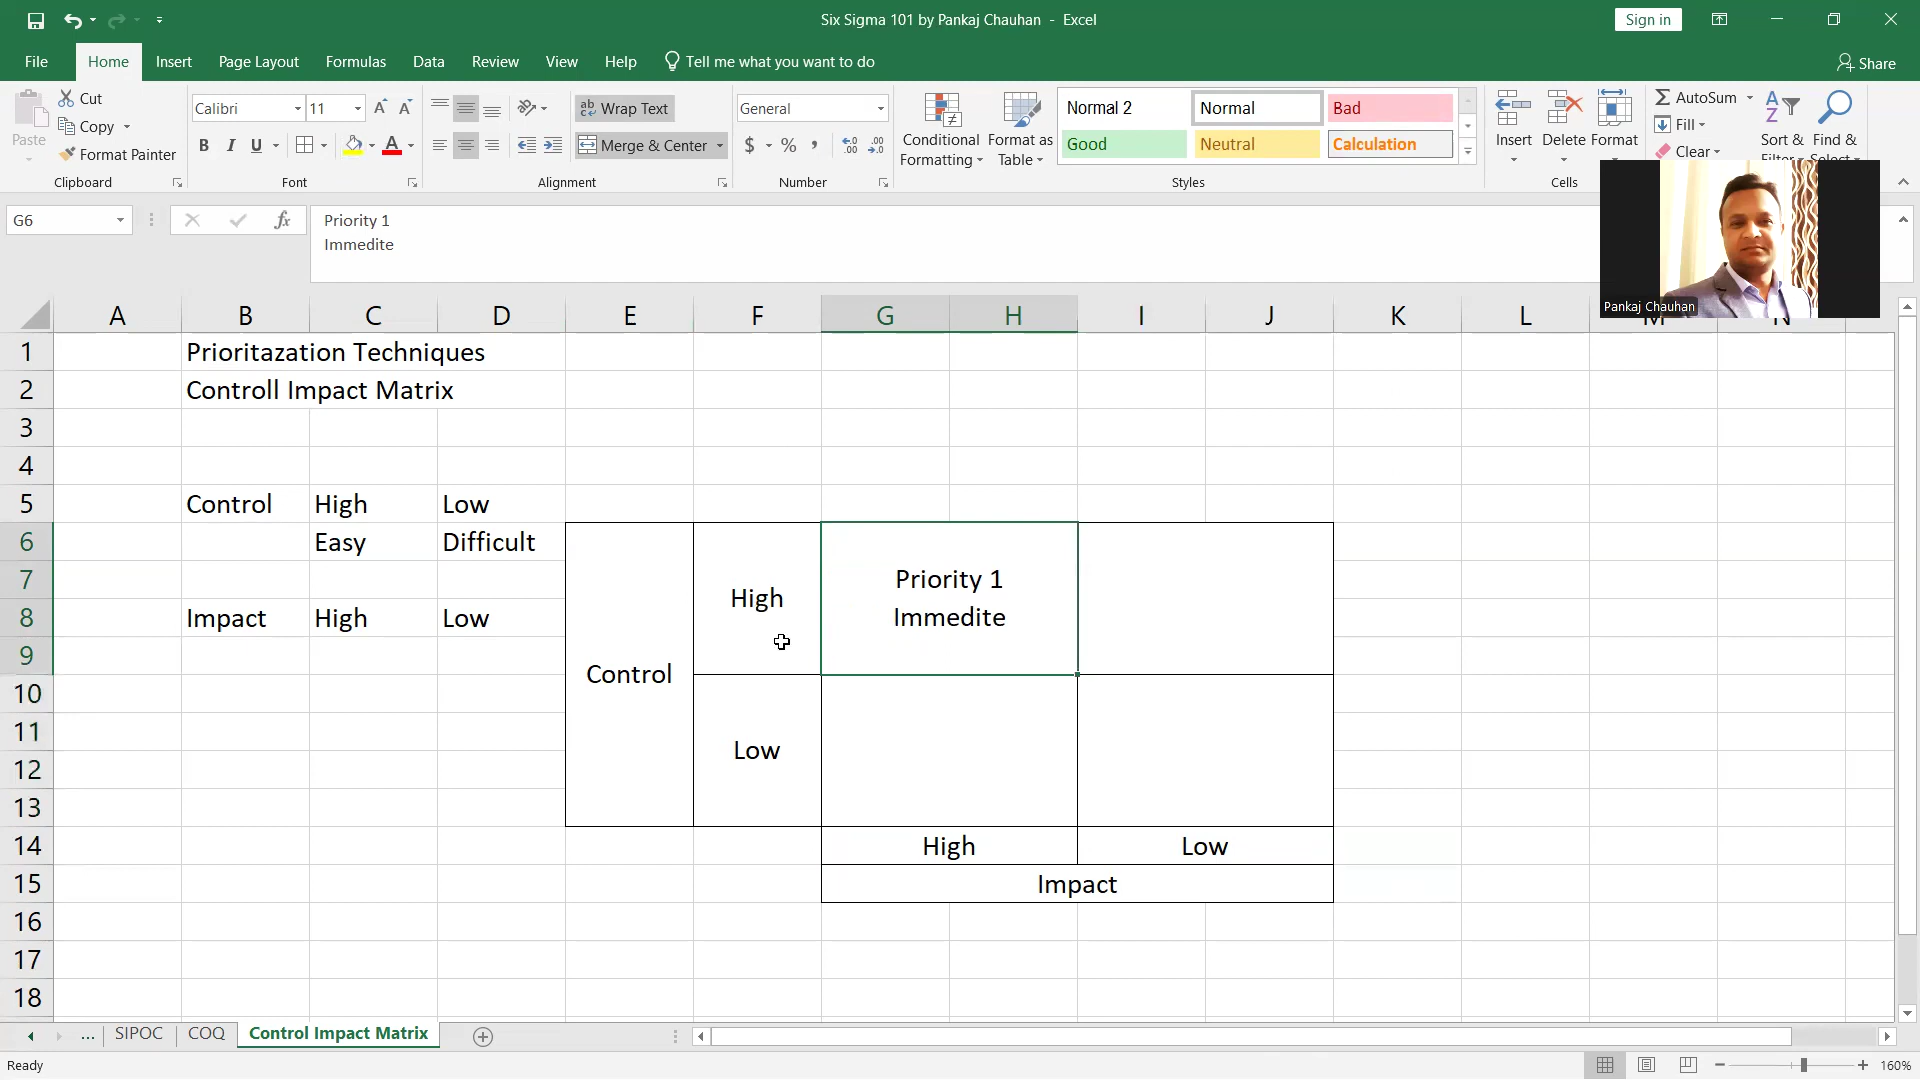 Six Sigma 101 by Pankaj Chauhan - Excel
Sign in
File
Home
Insert
Page Layout
Formulas
Data
Review
View
Help
Tell me what you want to do
Share
Paste
Cut
Copy
Format Painter
Clipboard
Calibri
11
B I U
Font
Wrap Text
Merge & Center
Alignment
General
$ % ,
Number
Conditional Formatting
Format as Table
Normal 2
Normal
Bad
Good
Neutral
Calculation
Styles
Insert
Delete
Format
Cells
AutoSum
Fill
Clear
Sort &
Find &
Pankaj Chauhan
G6
fx
Priority 1
Immedite
A B C D E F G H I J K L
1 Prioritazation Techniques
2 Controll Impact Matrix
3
4
5 Control High Low
6 Easy Difficult
7
8 Impact High Low
9
10
11
12
13
14
15
16
17
18
Control
High
Priority 1
Immedite
Low
High
Low
Impact
... SIPOC COQ Control Impact Matrix
Ready
160%